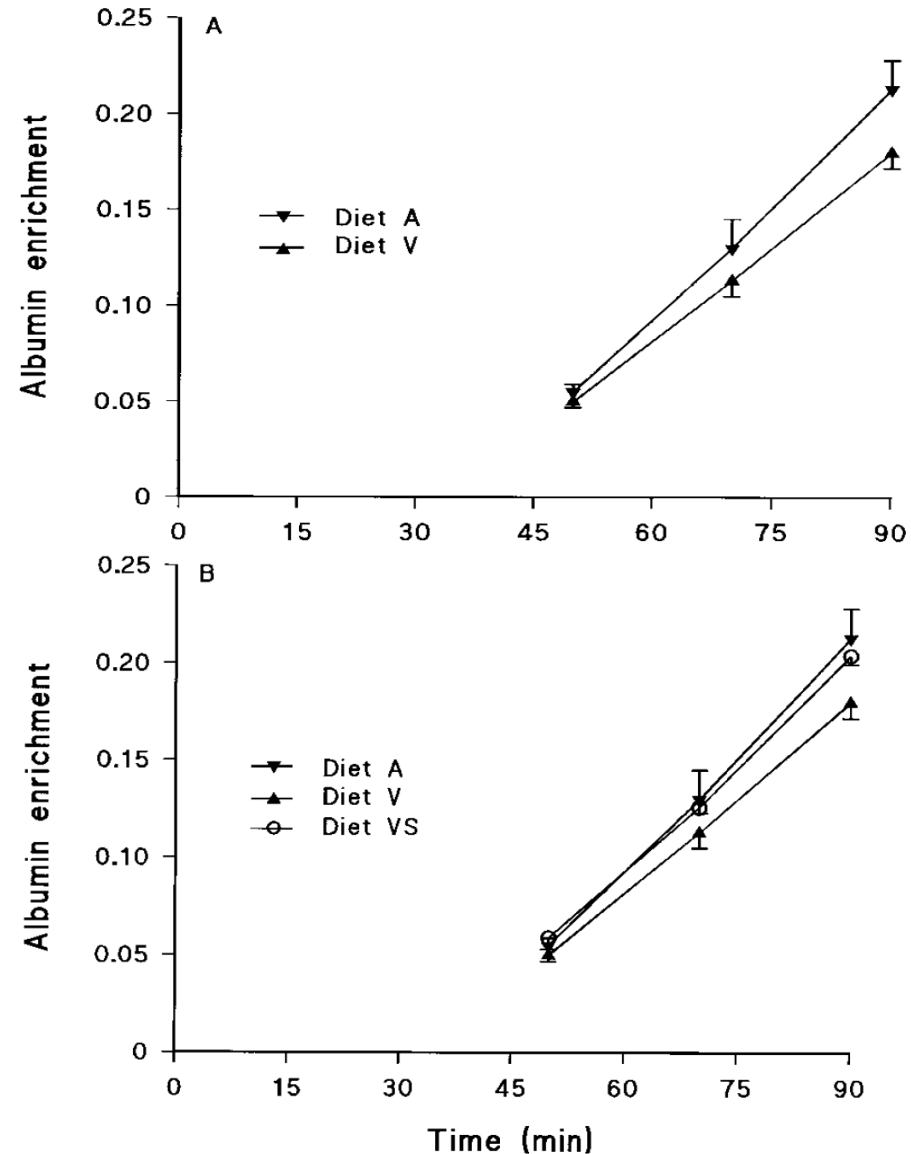 A
0.25
0.20
0.15
0.10
0.05
0
Albumin enrichment
Diet A
Diet V
0 15 30 45 60 75 90
B
0.25
0.20
0.15
0.10
0.05
0
Albumin enrichment
Diet A
Diet V
Diet VS
0 15 30 45 60 75 90
Time (min)